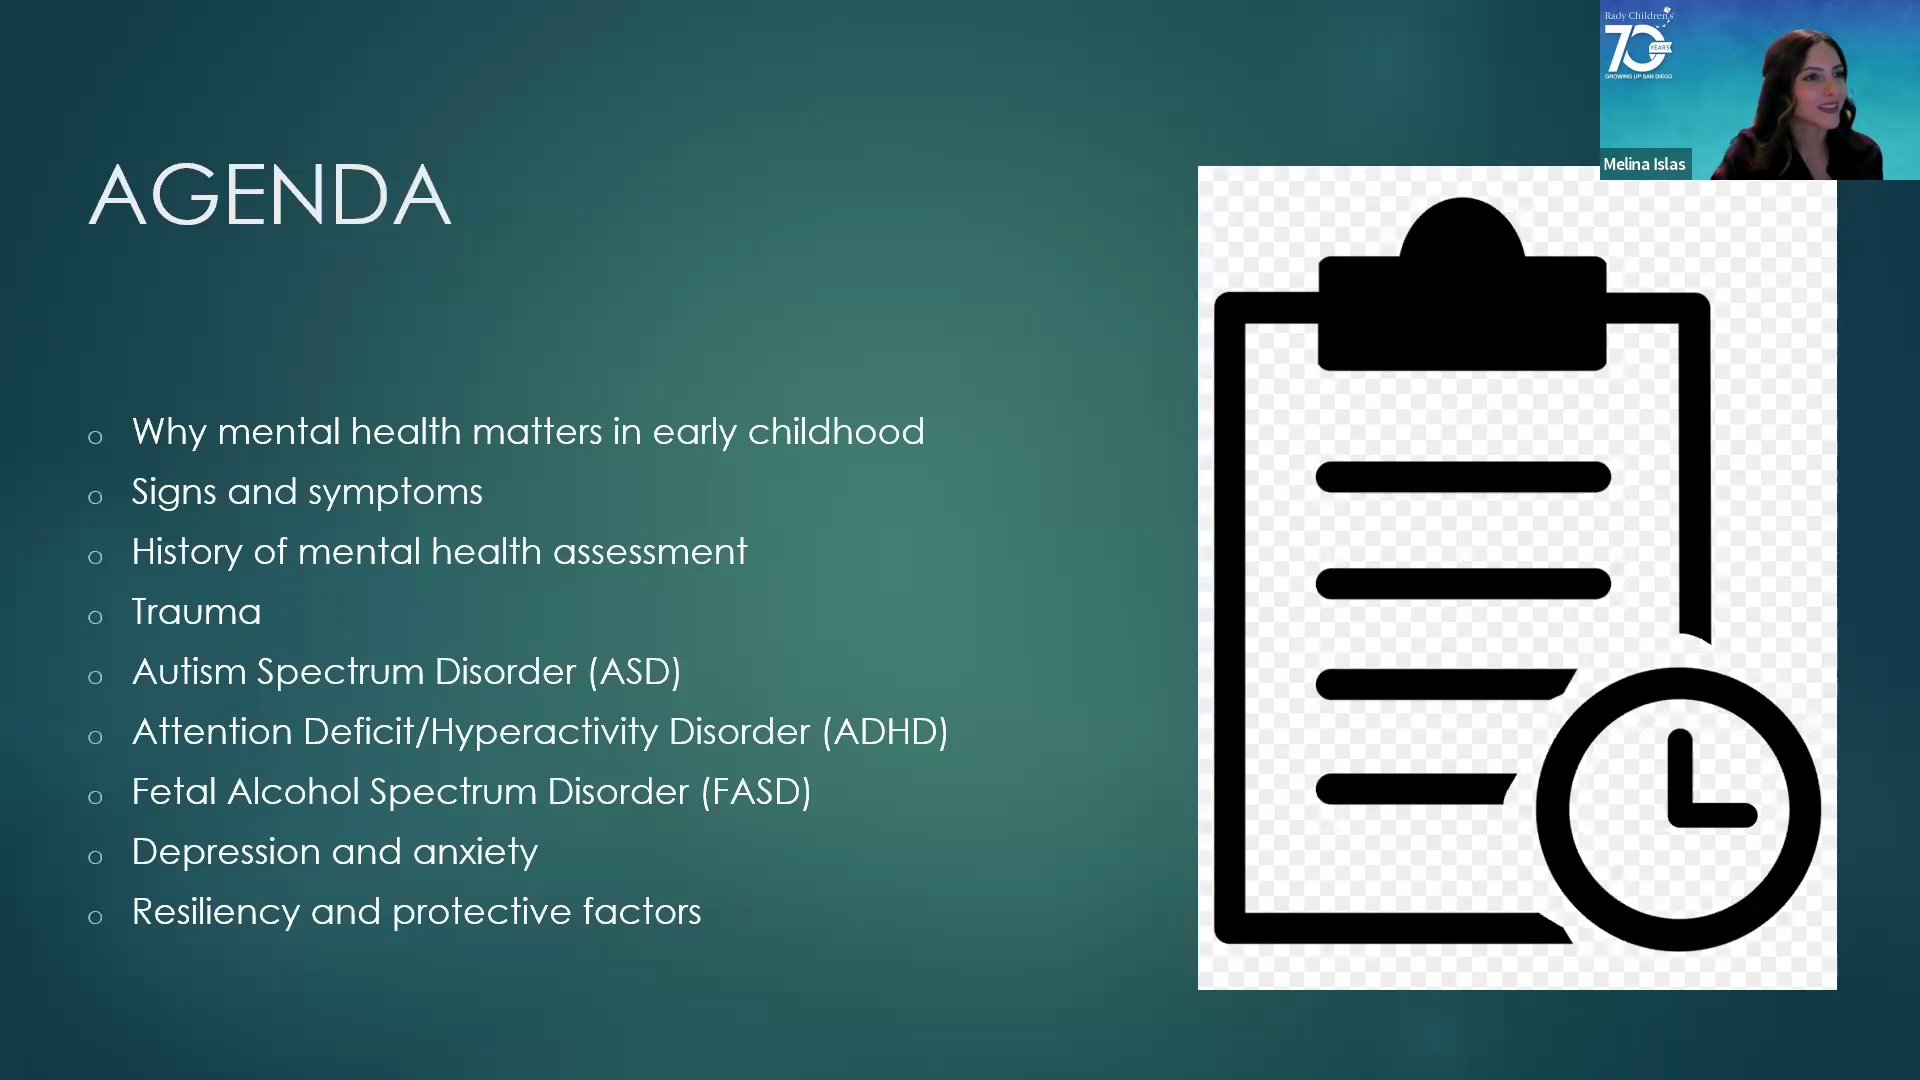 AGENDA
o Why mental health matters in early childhood
o Signs and symptoms
o History of mental health assessment
o Trauma
o Autism Spectrum Disorder (ASD)
o Attention Deficit/Hyperactivity Disorder (ADHD)
o Fetal Alcohol Spectrum Disorder (FASD)
o Depression and anxiety
o Resiliency and protective factors
Rady Children's
70
YEARS
GROWING UP SAN DIEGO
Melina Islas